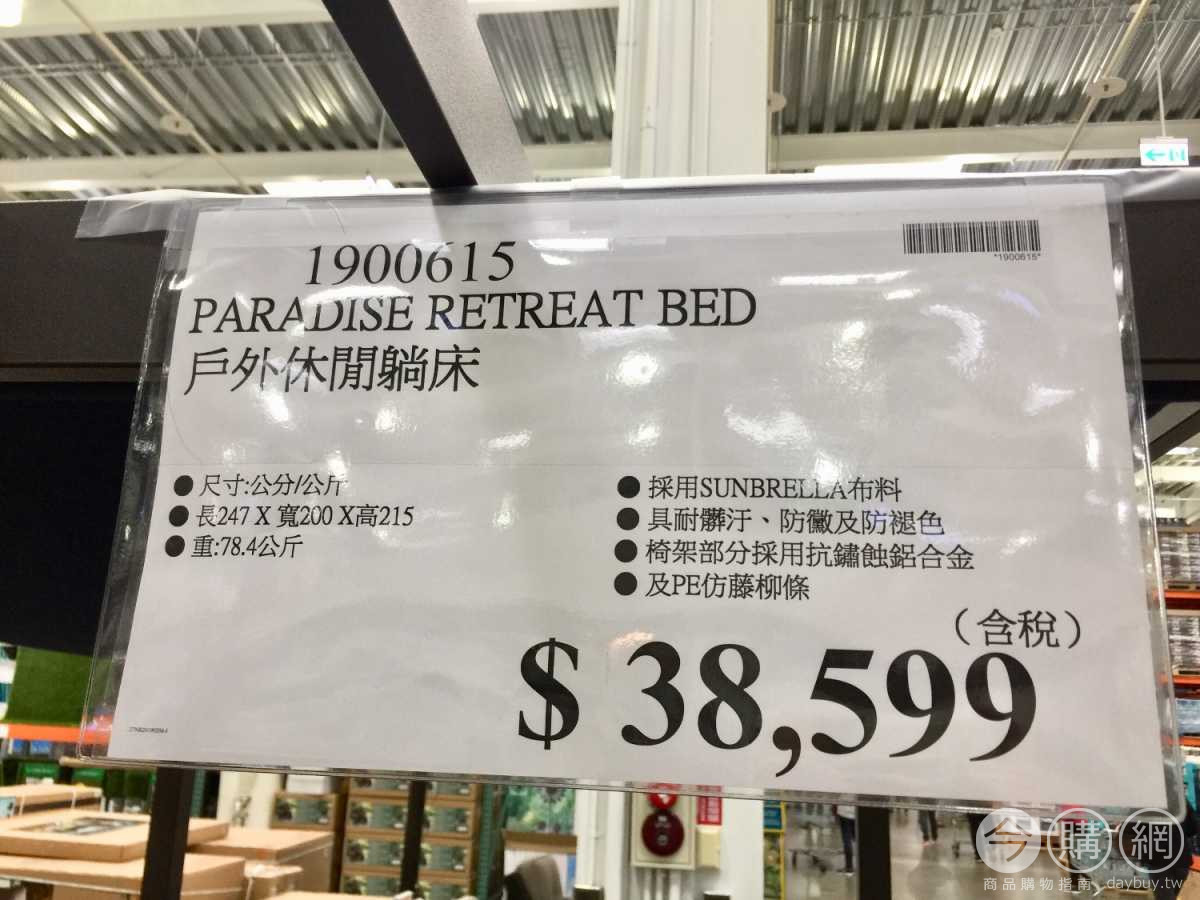 1900615
*1900615*
PARADISE RETREAT BED
戶外休閒躺床
● 尺寸:公分/公斤
● 長247 X 寬200 X高215
● 重:78.4公斤
● 採用SUNBRELLA布料
● 具耐髒汙、防黴及防褪色
● 椅架部分採用抗鏽蝕鋁合金
● 及PE仿藤柳條
（含稅）
$ 38,599
今購網
商品購物指南 daybuy.tw